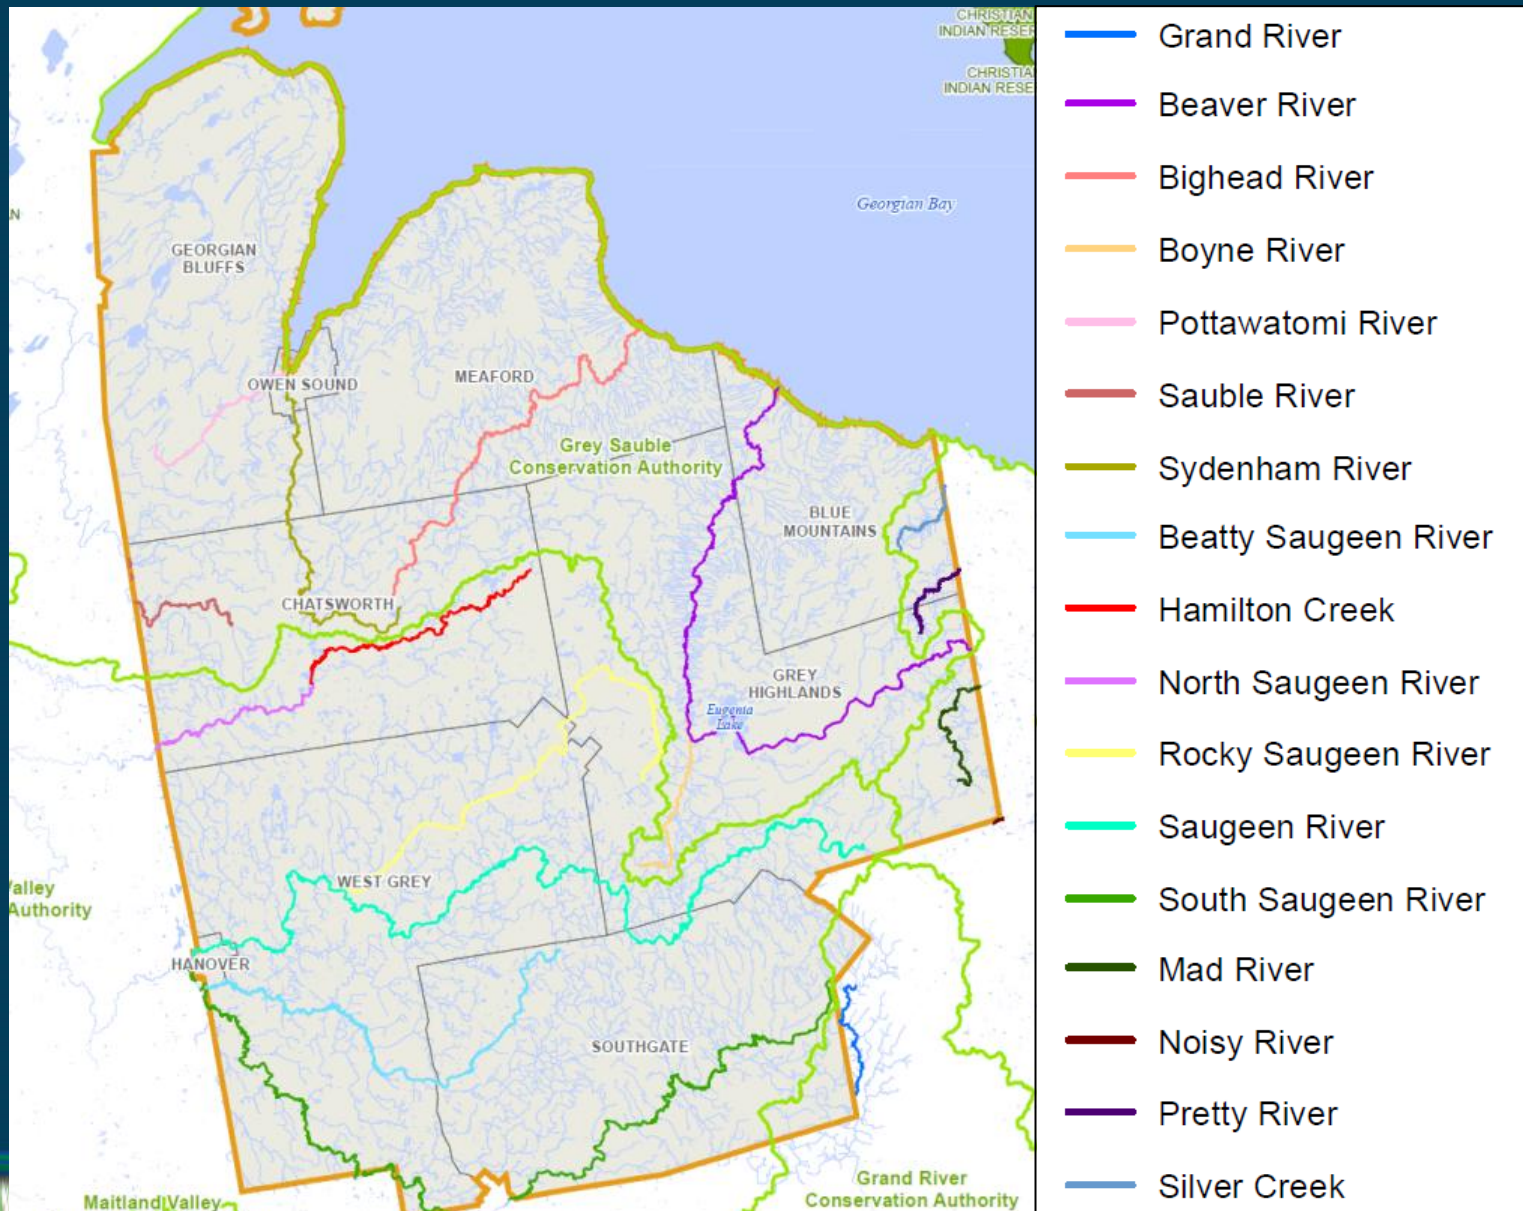 CHRISTIAN
INDIAN RESER
CHRISTIA
INDIAN RESE
Georgian Bay
N
GEORGIAN
BLUFFS
OWEN SOUND
MEAFORD
Grey Sauble
Conservation Authority
BLUE
MOUNTAINS
CHATSWORTH
GREY
HIGHLANDS
Eugenia
Lake
WEST GREY
Valley
Authority
HANOVER
SOUTHGATE
Maitland Valley
Grand River
Conservation Authority
Grand River
Beaver River
Bighead River
Boyne River
Pottawatomi River
Sauble River
Sydenham River
Beatty Saugeen River
Hamilton Creek
North Saugeen River
Rocky Saugeen River
Saugeen River
South Saugeen River
Mad River
Noisy River
Pretty River
Silver Creek